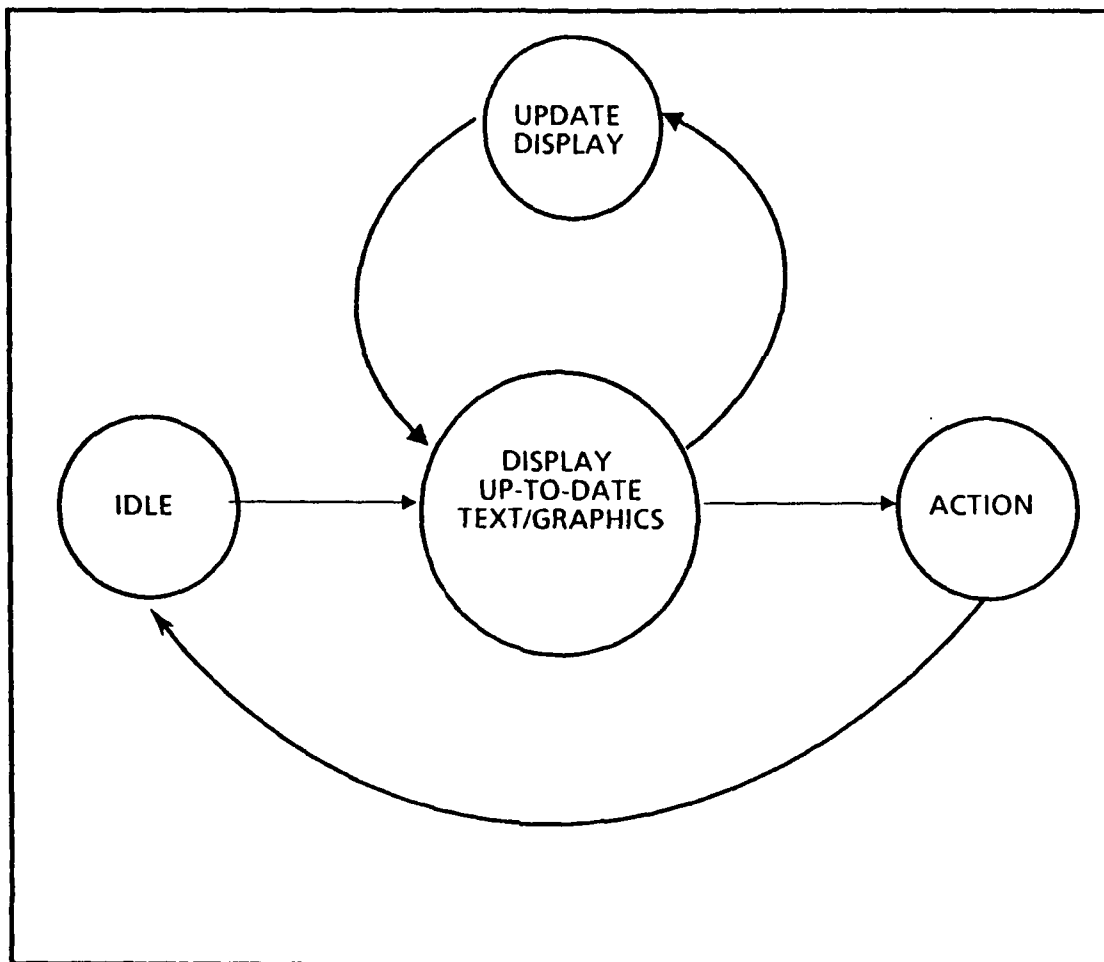 UPDATE
DISPLAY
DISPLAY
UP-TO-DATE
TEXT/GRAPHICS
IDLE
ACTION